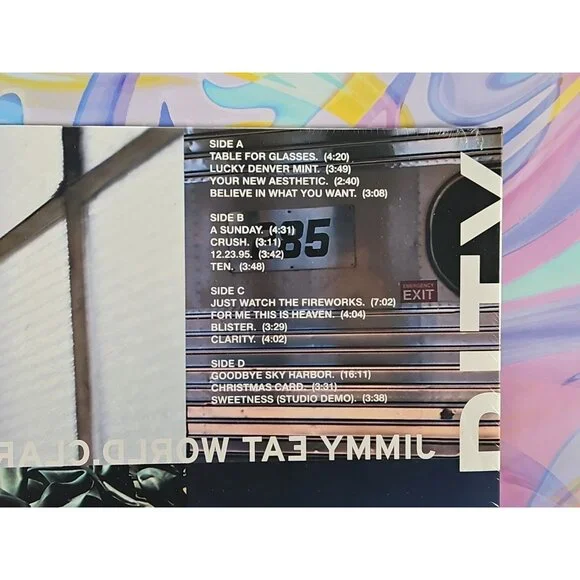 SIDE A
TABLE FOR GLASSES. (4:20)
LUCKY DENVER MINT. (3:49)
YOUR NEW AESTHETIC. (2:40)
BELIEVE IN WHAT YOU WANT. (3:08)
SIDE B
A SUNDAY. (4:31)
CRUSH. (3:11)
12.23.95. (3:42)
TEN. (3:48)
85
SIDE C
JUST WATCH THE FIREWORKS. (7:02)
FOR ME THIS IS HEAVEN. (4:04)
BLISTER. (3:29)
CLARITY. (4:02)
EMERGENCY
EXIT
SIDE D
GOODBYE SKY HARBOR. (16:11)
CHRISTMAS CARD. (3:31)
SWEETNESS (STUDIO DEMO). (3:38)
JIMMY EAT WORLD.CLAR
RITY